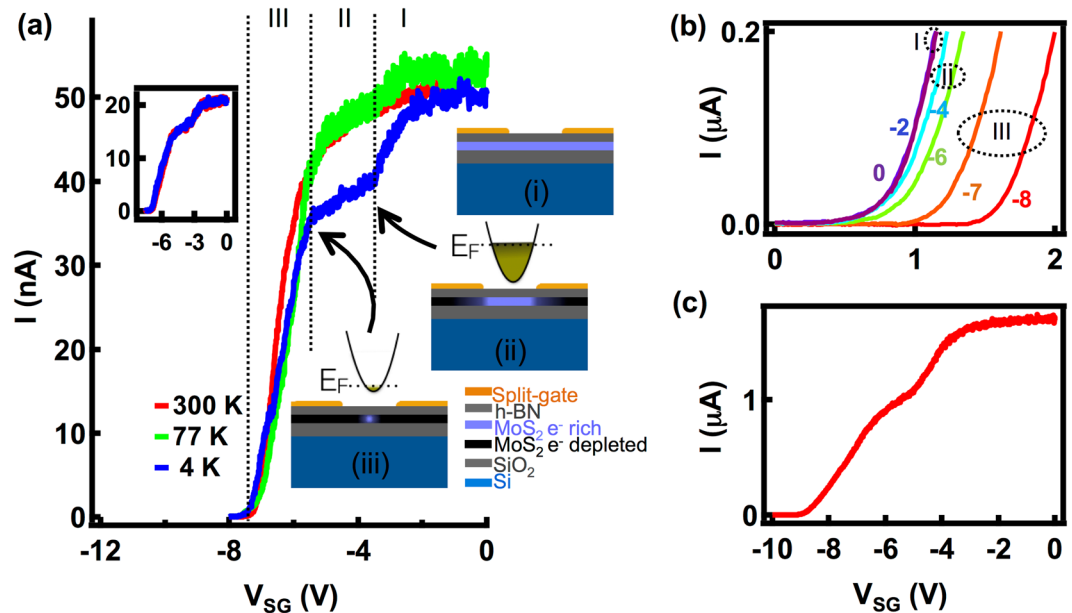 (a)
III
II
I
I (nA)
50
40
30
20
10
0
-12
-8
-4
0
V_SG (V)
20
10
0
-6
-3
0
300 K
77 K
4 K
(i)
E_F
(ii)
E_F
(iii)
Split-gate
h-BN
MoS₂ e⁻ rich
MoS₂ e⁻ depleted
SiO₂
Si
(b)
0.2
0.0
I (μA)
I
II
III
0
-2
-4
-6
-7
-8
0
1
2
(c)
I (μA)
1
1
0
-10
-8
-6
-4
-2
0
V_SG (V)